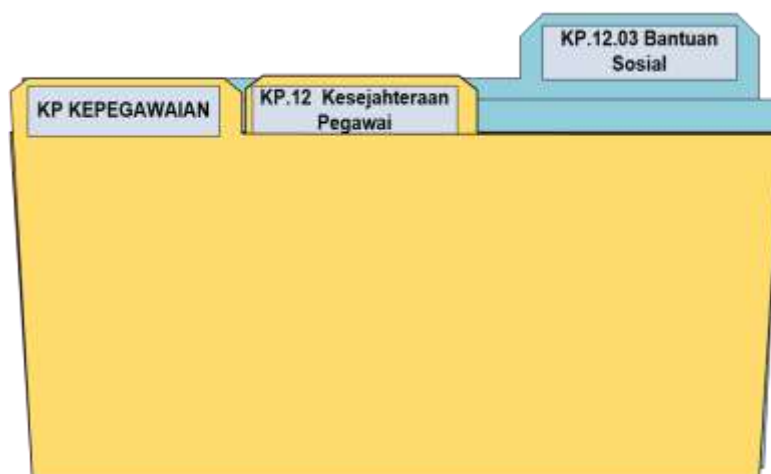 KP.12.03 Bantuan
Sosial
KP KEPEGAWAIAN
KP.12 Kesejahteraan
Pegawai